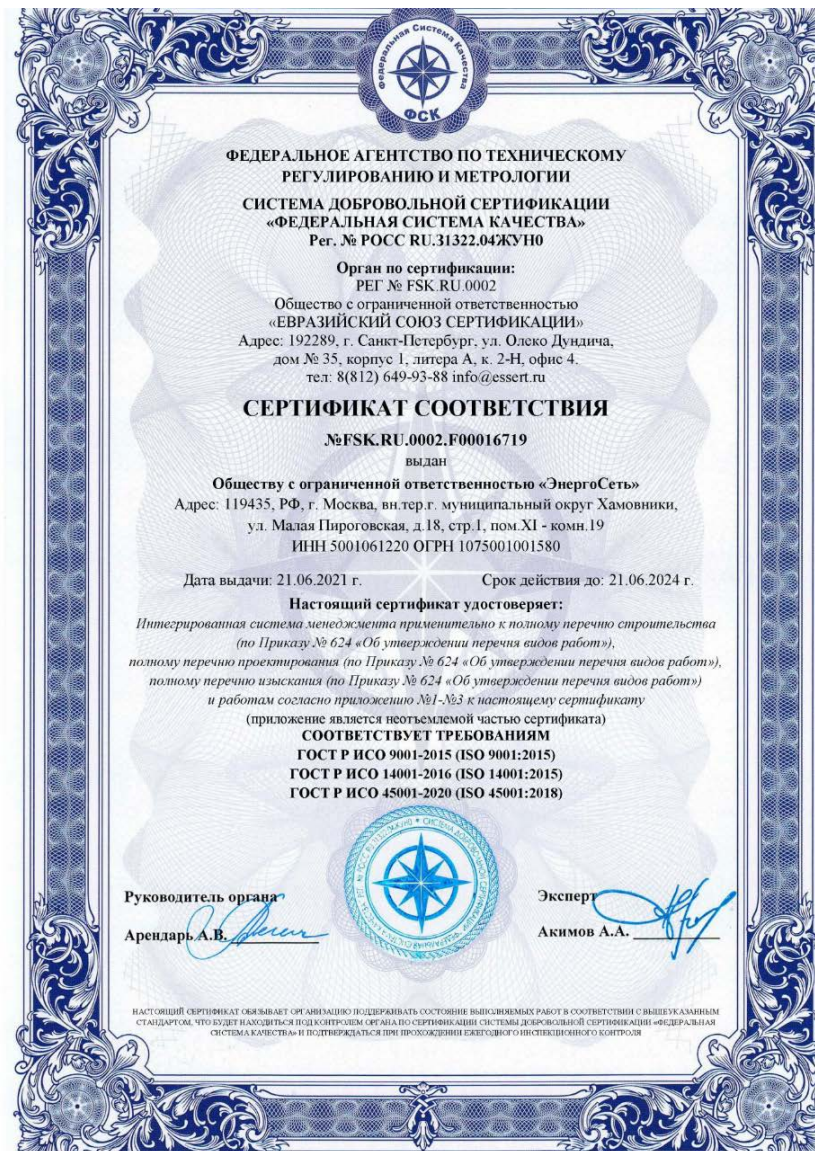 Федеральная Система Качества
ФСК
ФЕДЕРАЛЬНОЕ АГЕНТСТВО ПО ТЕХНИЧЕСКОМУ
РЕГУЛИРОВАНИЮ И МЕТРОЛОГИИ
СИСТЕМА ДОБРОВОЛЬНОЙ СЕРТИФИКАЦИИ
«ФЕДЕРАЛЬНАЯ СИСТЕМА КАЧЕСТВА»
Рег. № РОСС RU.31322.04ЖУН0
Орган по сертификации:
РЕГ № FSK.RU.0002
Общество с ограниченной ответственностью
«ЕВРАЗИЙСКИЙ СОЮЗ СЕРТИФИКАЦИИ»
Адрес: 192289, г. Санкт-Петербург, ул. Олеко Дундича,
дом № 35, корпус 1, литера А, к. 2-Н, офис 4.
тел: 8(812) 649-93-88 info@essert.ru
СЕРТИФИКАТ СООТВЕТСТВИЯ
№FSK.RU.0002.F00016719
выдан
Обществу с ограниченной ответственностью «ЭнергоСеть»
Адрес: 119435, РФ, г. Москва, вн.тер.г. муниципальный округ Хамовники,
ул. Малая Пироговская, д.18, стр.1, пом.XI - комн.19
ИНН 5001061220 ОГРН 1075001001580
Дата выдачи: 21.06.2021 г. Срок действия до: 21.06.2024 г.
Настоящий сертификат удостоверяет:
Интегрированная система менеджмента применительно к полному перечню строительства
(по Приказу № 624 «Об утверждении перечня видов работ»),
полному перечню проектирования (по Приказу № 624 «Об утверждении перечня видов работ»),
полному перечню изыскания (по Приказу № 624 «Об утверждении перечня видов работ»)
и работам согласно приложению №1-№3 к настоящему сертификату
(приложение является неотъемлемой частью сертификата)
СООТВЕТСТВУЕТ ТРЕБОВАНИЯМ
ГОСТ Р ИСО 9001-2015 (ISO 9001:2015)
ГОСТ Р ИСО 14001-2016 (ISO 14001:2015)
ГОСТ Р ИСО 45001-2020 (ISO 45001:2018)
Руководитель органа
Арендарь А.В.
Эксперт
Акимов А.А.
НАСТОЯЩИЙ СЕРТИФИКАТ ОБЯЗЫВАЕТ ОРГАНИЗАЦИЮ ПОДДЕРЖИВАТЬ СОСТОЯНИЕ ВЫПОЛНЯЕМЫХ РАБОТ В СООТВЕТСТВИИ С ВЫШЕУКАЗАННЫМ
СТАНДАРТОМ, ЧТО БУДЕТ НАХОДИТЬСЯ ПОД КОНТРОЛЕМ ОРГАНА ПО СЕРТИФИКАЦИИ СИСТЕМЫ ДОБРОВОЛЬНОЙ СЕРТИФИКАЦИИ «ФЕДЕРАЛЬНАЯ
СИСТЕМА КАЧЕСТВА» И ПОДТВЕРЖДАТЬСЯ ПРИ ПРОХОЖДЕНИИ ЕЖЕГОДНОГО ИНСПЕКЦИОННОГО КОНТРОЛЯ